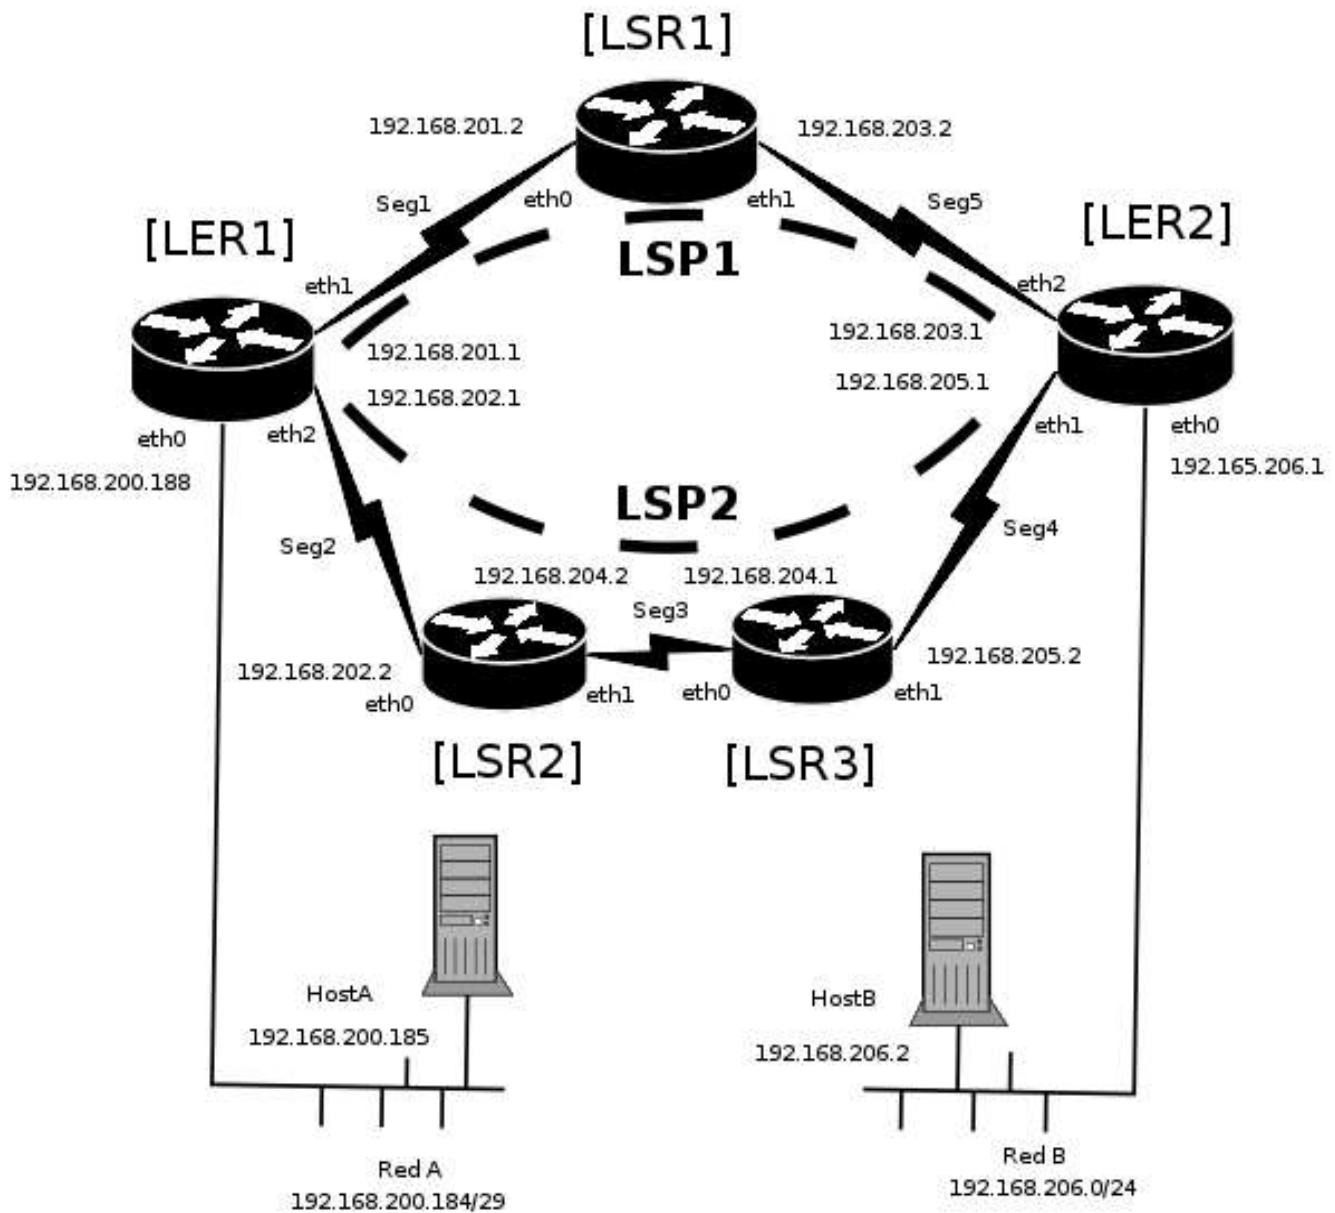 [LSR1]
192.168.201.2
192.168.203.2
Seg1
eth0
eth1
Seg5
[LER1]
LSP1
[LER2]
eth1
eth2
192.168.201.1
192.168.203.1
192.168.202.1
192.168.205.1
eth0
eth2
eth1
eth0
192.168.200.188
192.165.206.1
LSP2
Seg2
Seg4
192.168.204.2
192.168.204.1
Seg3
192.168.202.2
192.168.205.2
eth0
eth1
eth0
eth1
[LSR2]
[LSR3]
HostA
HostB
192.168.200.185
192.168.206.2
Red A
192.168.200.184/29
Red B
192.168.206.0/24